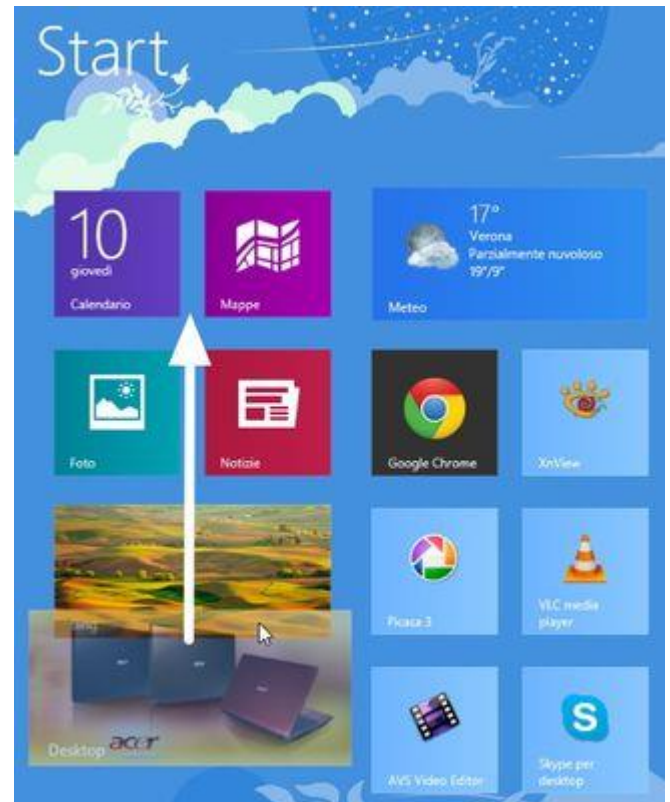 Start
10
giovedì
Calendario
Mappe
17°
Verona
Parzialmente nuvoloso
19°/9°
Meteo
Foto
Notizie
Google Chrome
XnView
Bing
Picasa 3
VLC media
player
Desktop
acer
AVS Video Editor
S
Skype per
desktop